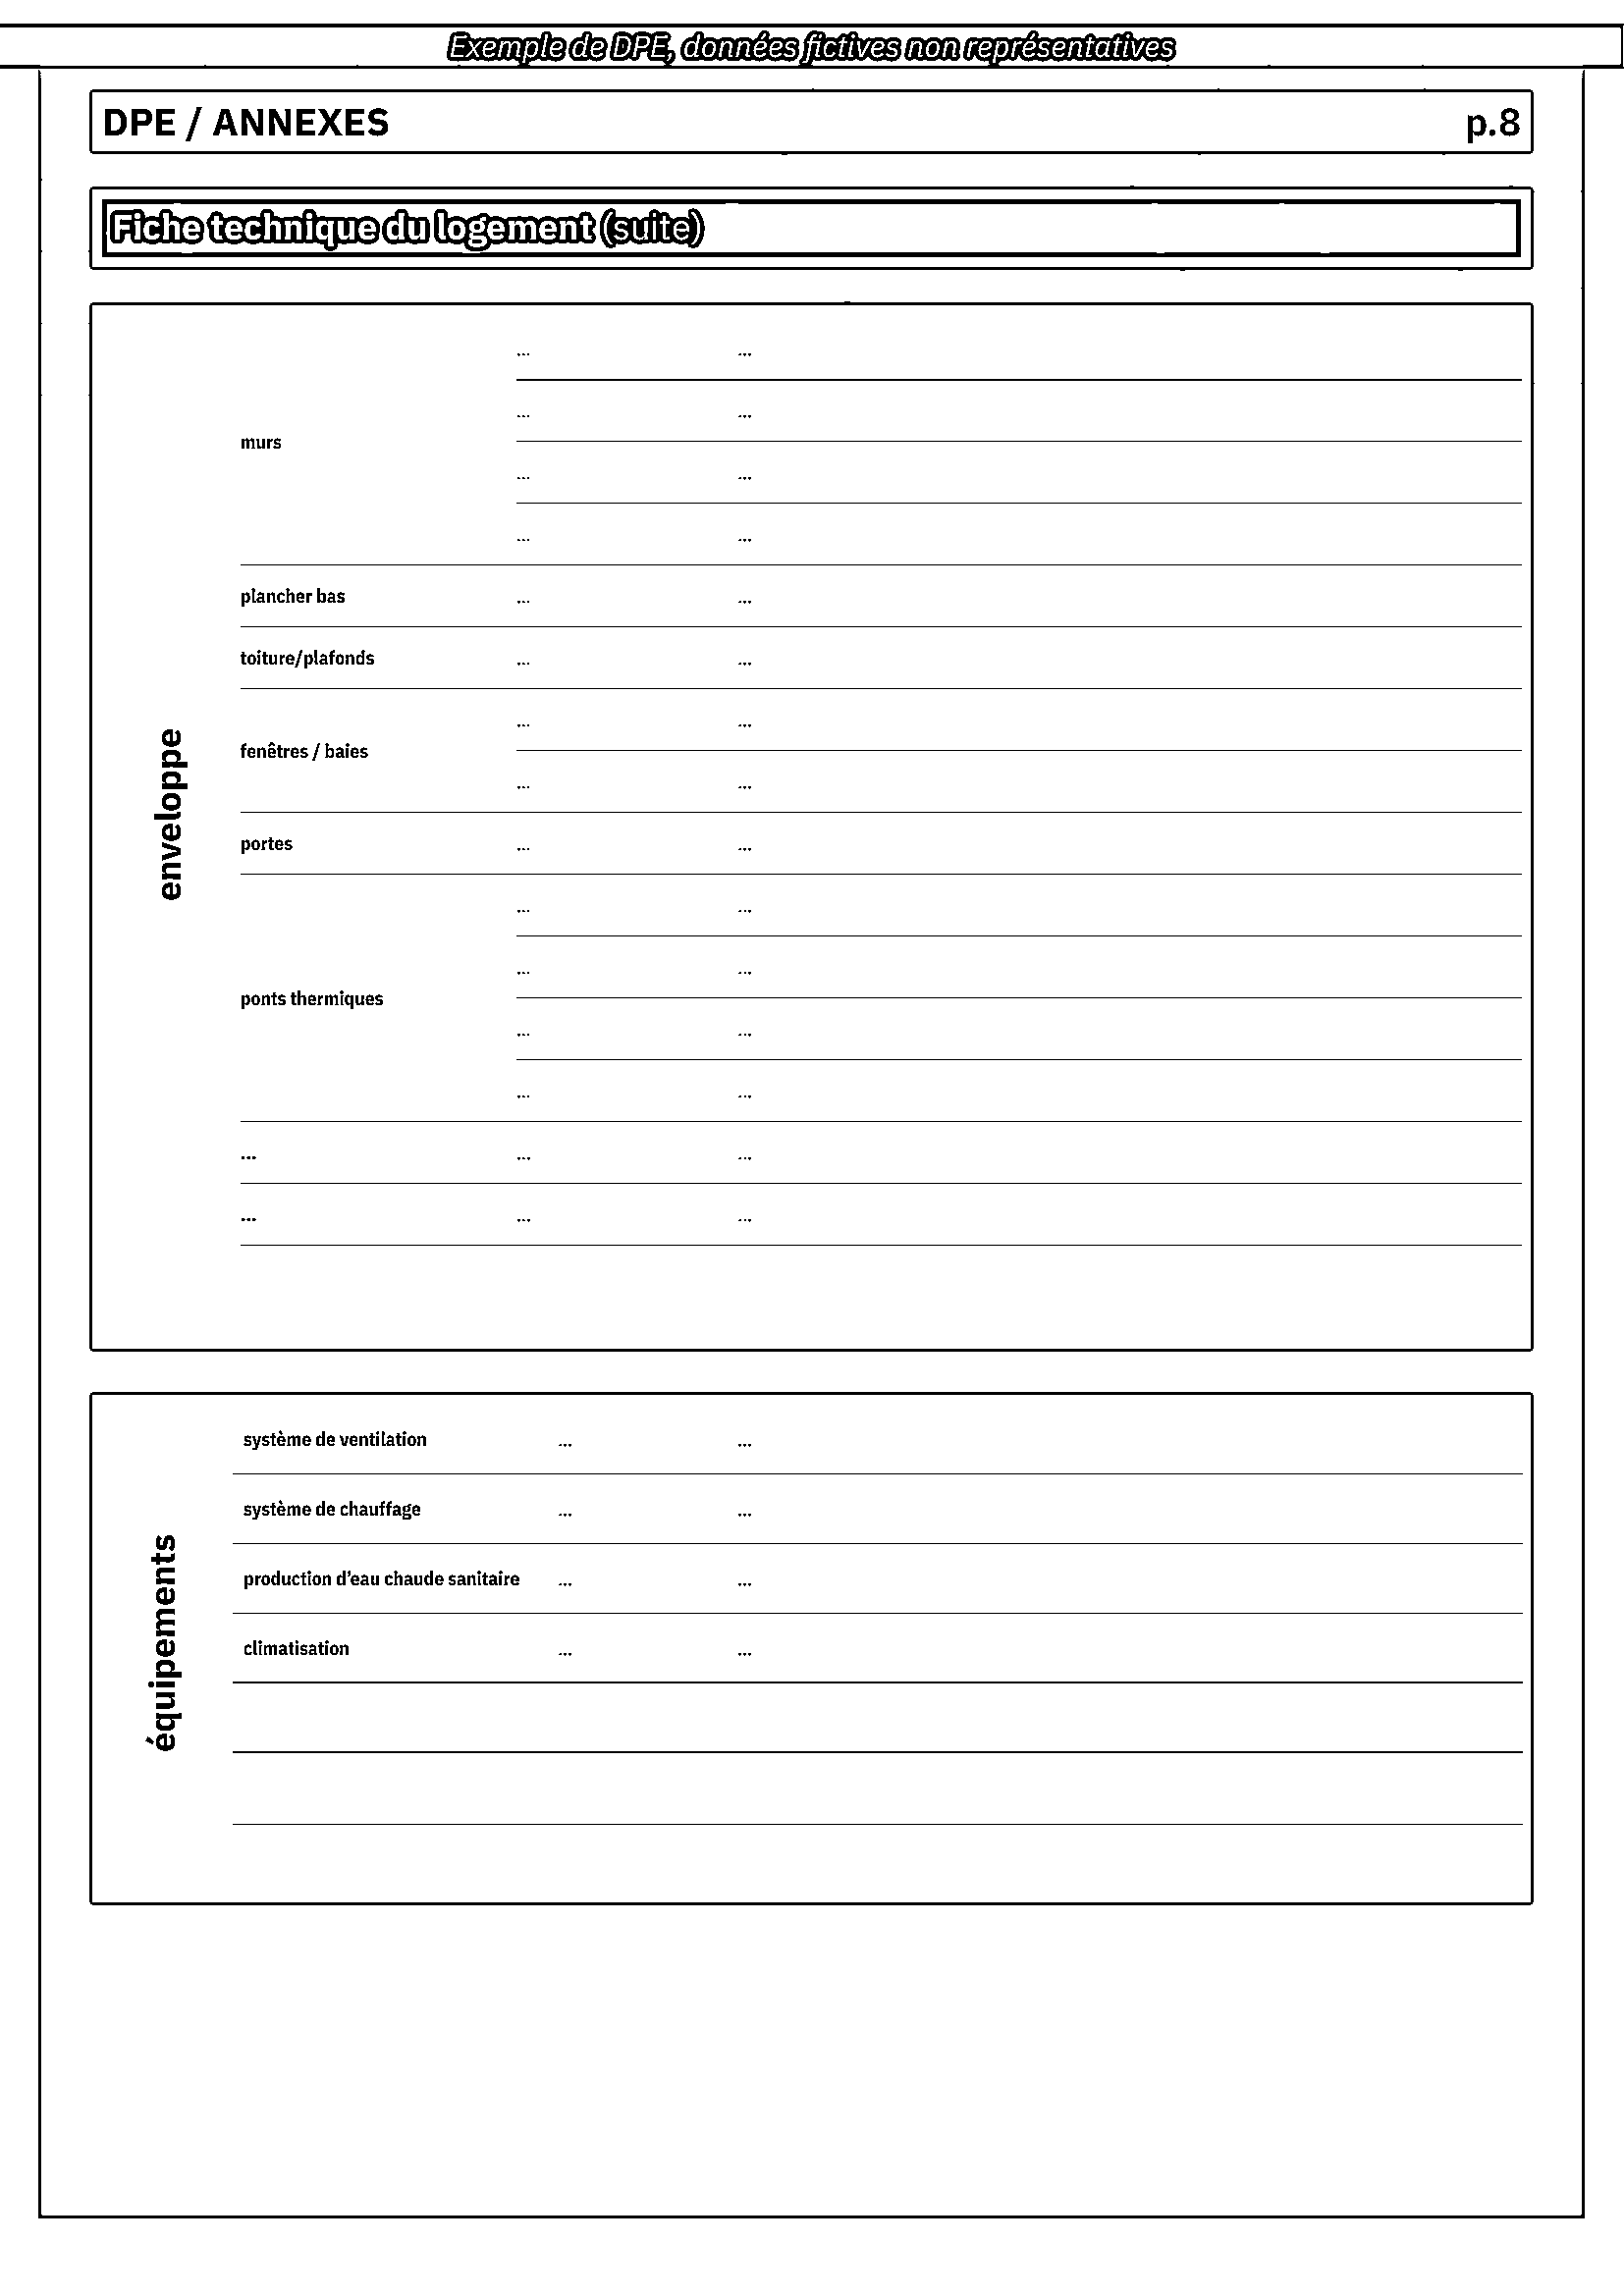 Exemple de DPE, données fictives non représentatives
DPE / ANNEXES p.8
Fiche technique du logement (suite)
enveloppe
... ...
... ...
murs
... ...
... ...
plancher bas ... ...
toiture/plafonds ... ...
... ...
fenêtres / baies
... ...
portes ... ...
... ...
... ...
ponts thermiques
... ...
... ...
... ... ...
... ... ...
équipements
système de ventilation ... ...
système de chauffage ... ...
production d'eau chaude sanitaire ... ...
climatisation ... ...